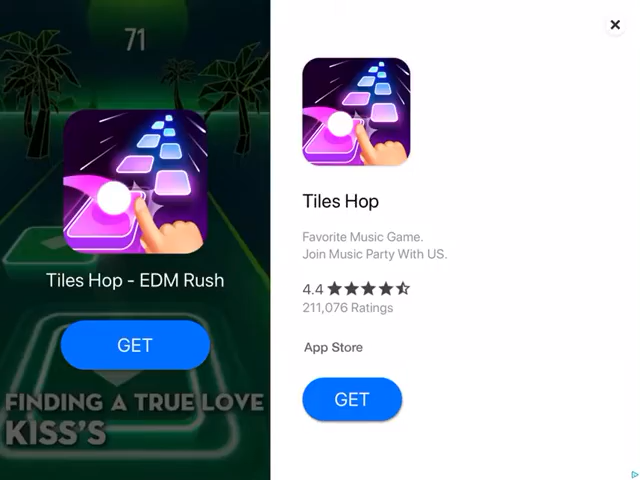 71
Tiles Hop - EDM Rush
GET
FINDING A TRUE LOVE
KISS'S
Tiles Hop
Favorite Music Game.
Join Music Party With US.
4.4
211,076 Ratings
App Store
GET